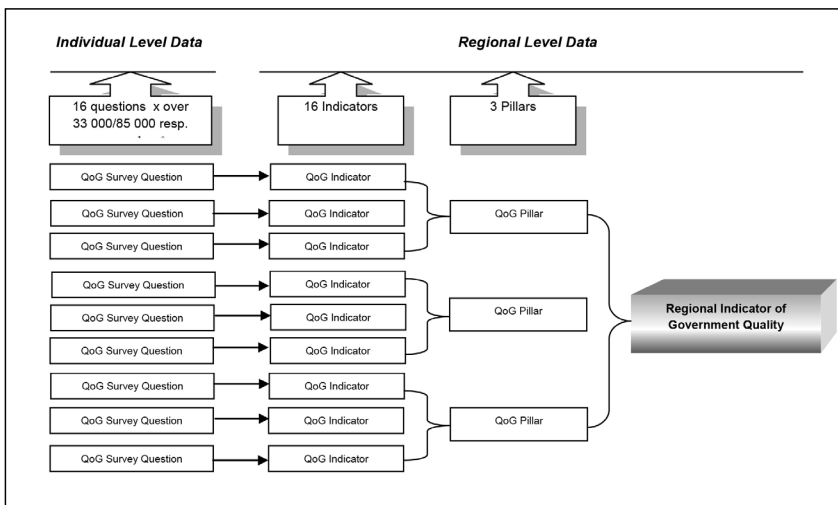 Individual Level Data
Regional Level Data
16 questions x over
33 000/85 000 resp.
16 Indicators
3 Pillars
QoG Survey Question
QoG Indicator
QoG Survey Question
QoG Indicator
QoG Pillar
QoG Survey Question
QoG Indicator
QoG Survey Question
QoG Indicator
QoG Survey Question
QoG Indicator
QoG Pillar
Regional Indicator of
Government Quality
QoG Survey Question
QoG Indicator
QoG Survey Question
QoG Indicator
QoG Survey Question
QoG Indicator
QoG Pillar
QoG Survey Question
QoG Indicator